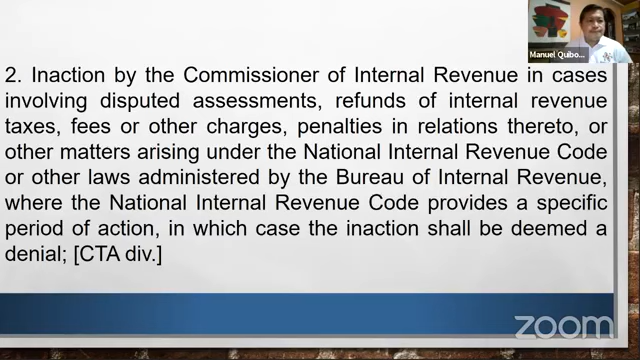 2. Inaction by the Commissioner of Internal Revenue in cases
involving disputed assessments, refunds of internal revenue
taxes, fees or other charges, penalties in relations thereto, or
other matters arising under the National Internal Revenue Code
or other laws administered by the Bureau of Internal Revenue,
where the National Internal Revenue Code provides a specific
period of action, in which case the inaction shall be deemed a
denial; [CTA div.]
Manuel Quibo...
zoom